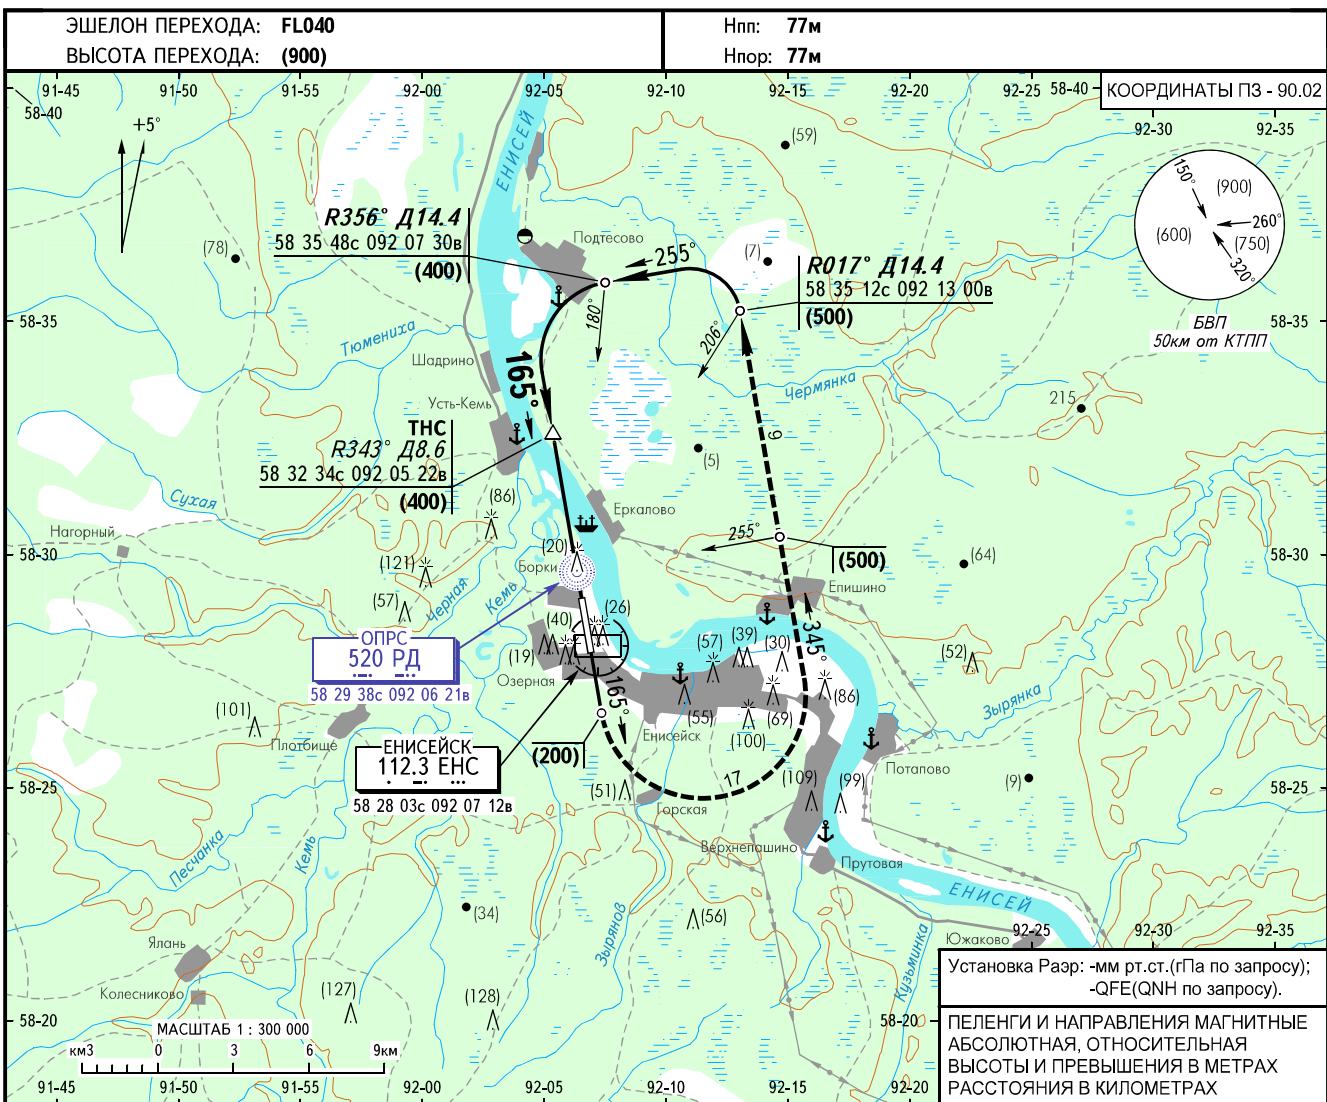 ЭШЕЛОН ПЕРЕХОДА: FL040
ВЫСОТА ПЕРЕХОДА: (900)
Нпп: 77м
Нпор: 77м
91-45 91-50 91-55 92-00 92-05 92-10 92-15 92-20 92-25 58-40
КООРДИНАТЫ ПЗ - 90.02
58-40
92-30 92-35
+5°
(59)
ЕНИСЕЙ
150°
(900)
260°
(600)
(750)
320°
БВП
50км от КТПП
R356° Д14.4
58 35 48с 092 07 30в
(400)
(78)
Подтесово
255°
(7)
R017° Д14.4
58 35 12с 092 13 00в
(500)
180°
206°
58-35
58-35
Тюмениха
Шадрино
165°
Чермянка
215
Усть-Кемь
ТНС
R343° Д8.6
58 32 34с 092 05 22в
(400)
9
(5)
Сухая
(86)
Еркалово
Нагорный
58-30
(20)
255°
(500)
(64)
58-30
(121)
Борки
Епишино
(57)
Черная
Кемь
ОПРС
520 РД
58 29 38с 092 06 21в
(40)
(26)
(19)
Озерная
(57)
(39)
(30)
345°
(52)
165°
(55)
(69)
(86)
(100)
Зырянка
(101)
Плотбище
Енисейск
ЕНИСЕЙСК
112.3 ЕНС
58 28 03с 092 07 12в
(200)
17
(51)
Горская
(109)
(99)
Потапово
(9)
58-25
58-25
Верхнепашино
Прутовая
Песчанка
Кемь
ЕНИСЕЙ
(34)
(56)
Зырянов
Кузьминка
Ялань
Колесниково
Южаково
92-25 92-30 92-35
(127)
(128)
58-20
58-20
МАСШТАБ 1 : 300 000
км3 0 3 6 9км
Установка Раэр: -мм рт.ст.(гПа по запросу);
-QFE(QNH по запросу).
ПЕЛЕНГИ И НАПРАВЛЕНИЯ МАГНИТНЫЕ
АБСОЛЮТНАЯ, ОТНОСИТЕЛЬНАЯ
ВЫСОТЫ И ПРЕВЫШЕНИЯ В МЕТРАХ
РАССТОЯНИЯ В КИЛОМЕТРАХ
91-45 91-50 91-55 92-00 92-05 92-10 92-15 92-20